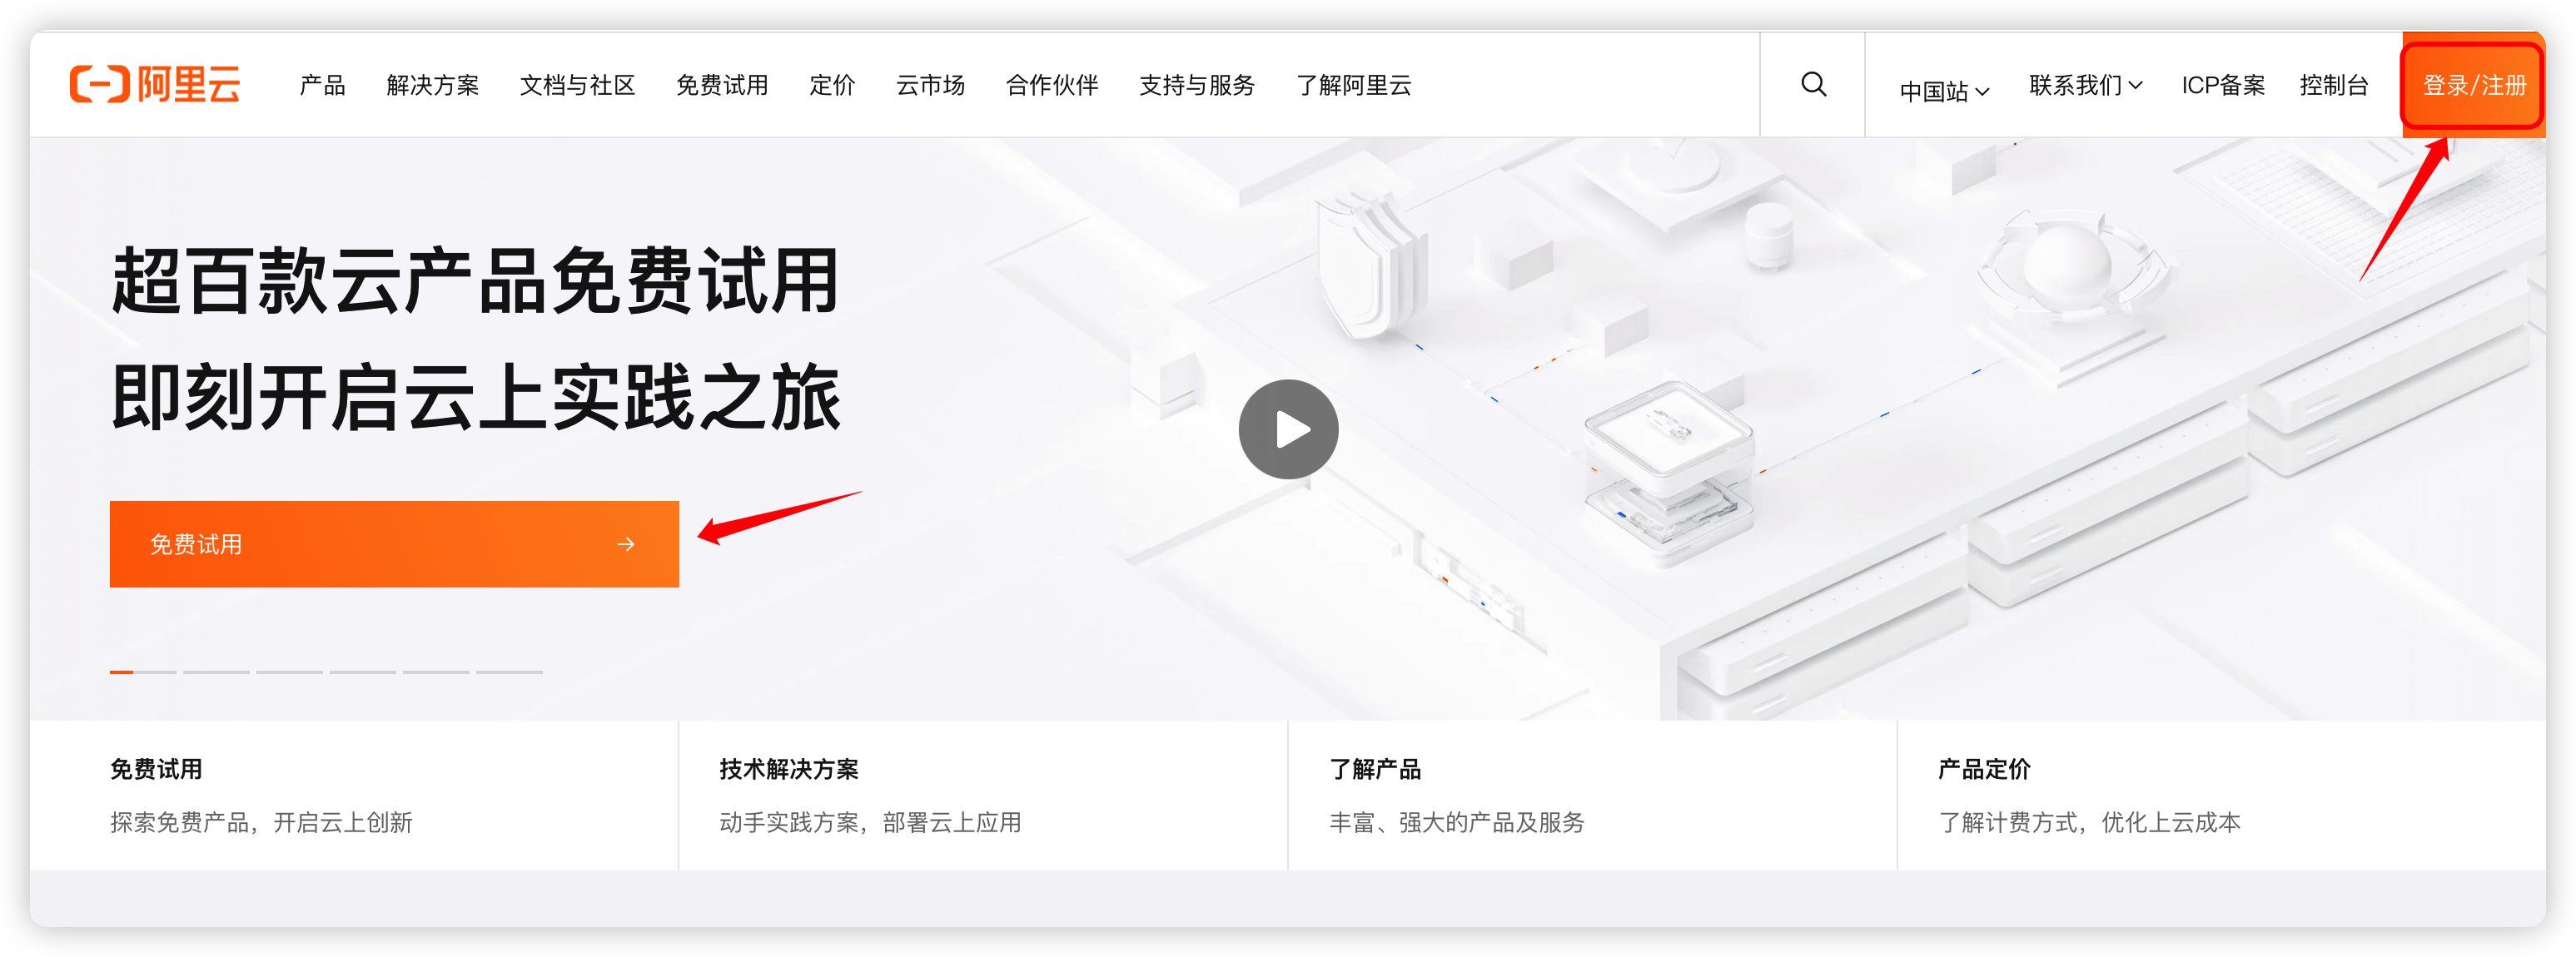 阿里云
产品 解决方案 文档与社区 免费试用 定价 云市场 合作伙伴 支持与服务 了解阿里云
中国站 联系我们 ICP备案 控制台 登录/注册
超百款云产品免费试用
即刻开启云上实践之旅
免费试用
免费试用
探索免费产品，开启云上创新
技术解决方案
动手实践方案，部署云上应用
了解产品
丰富、强大的产品及服务
产品定价
了解计费方式，优化上云成本